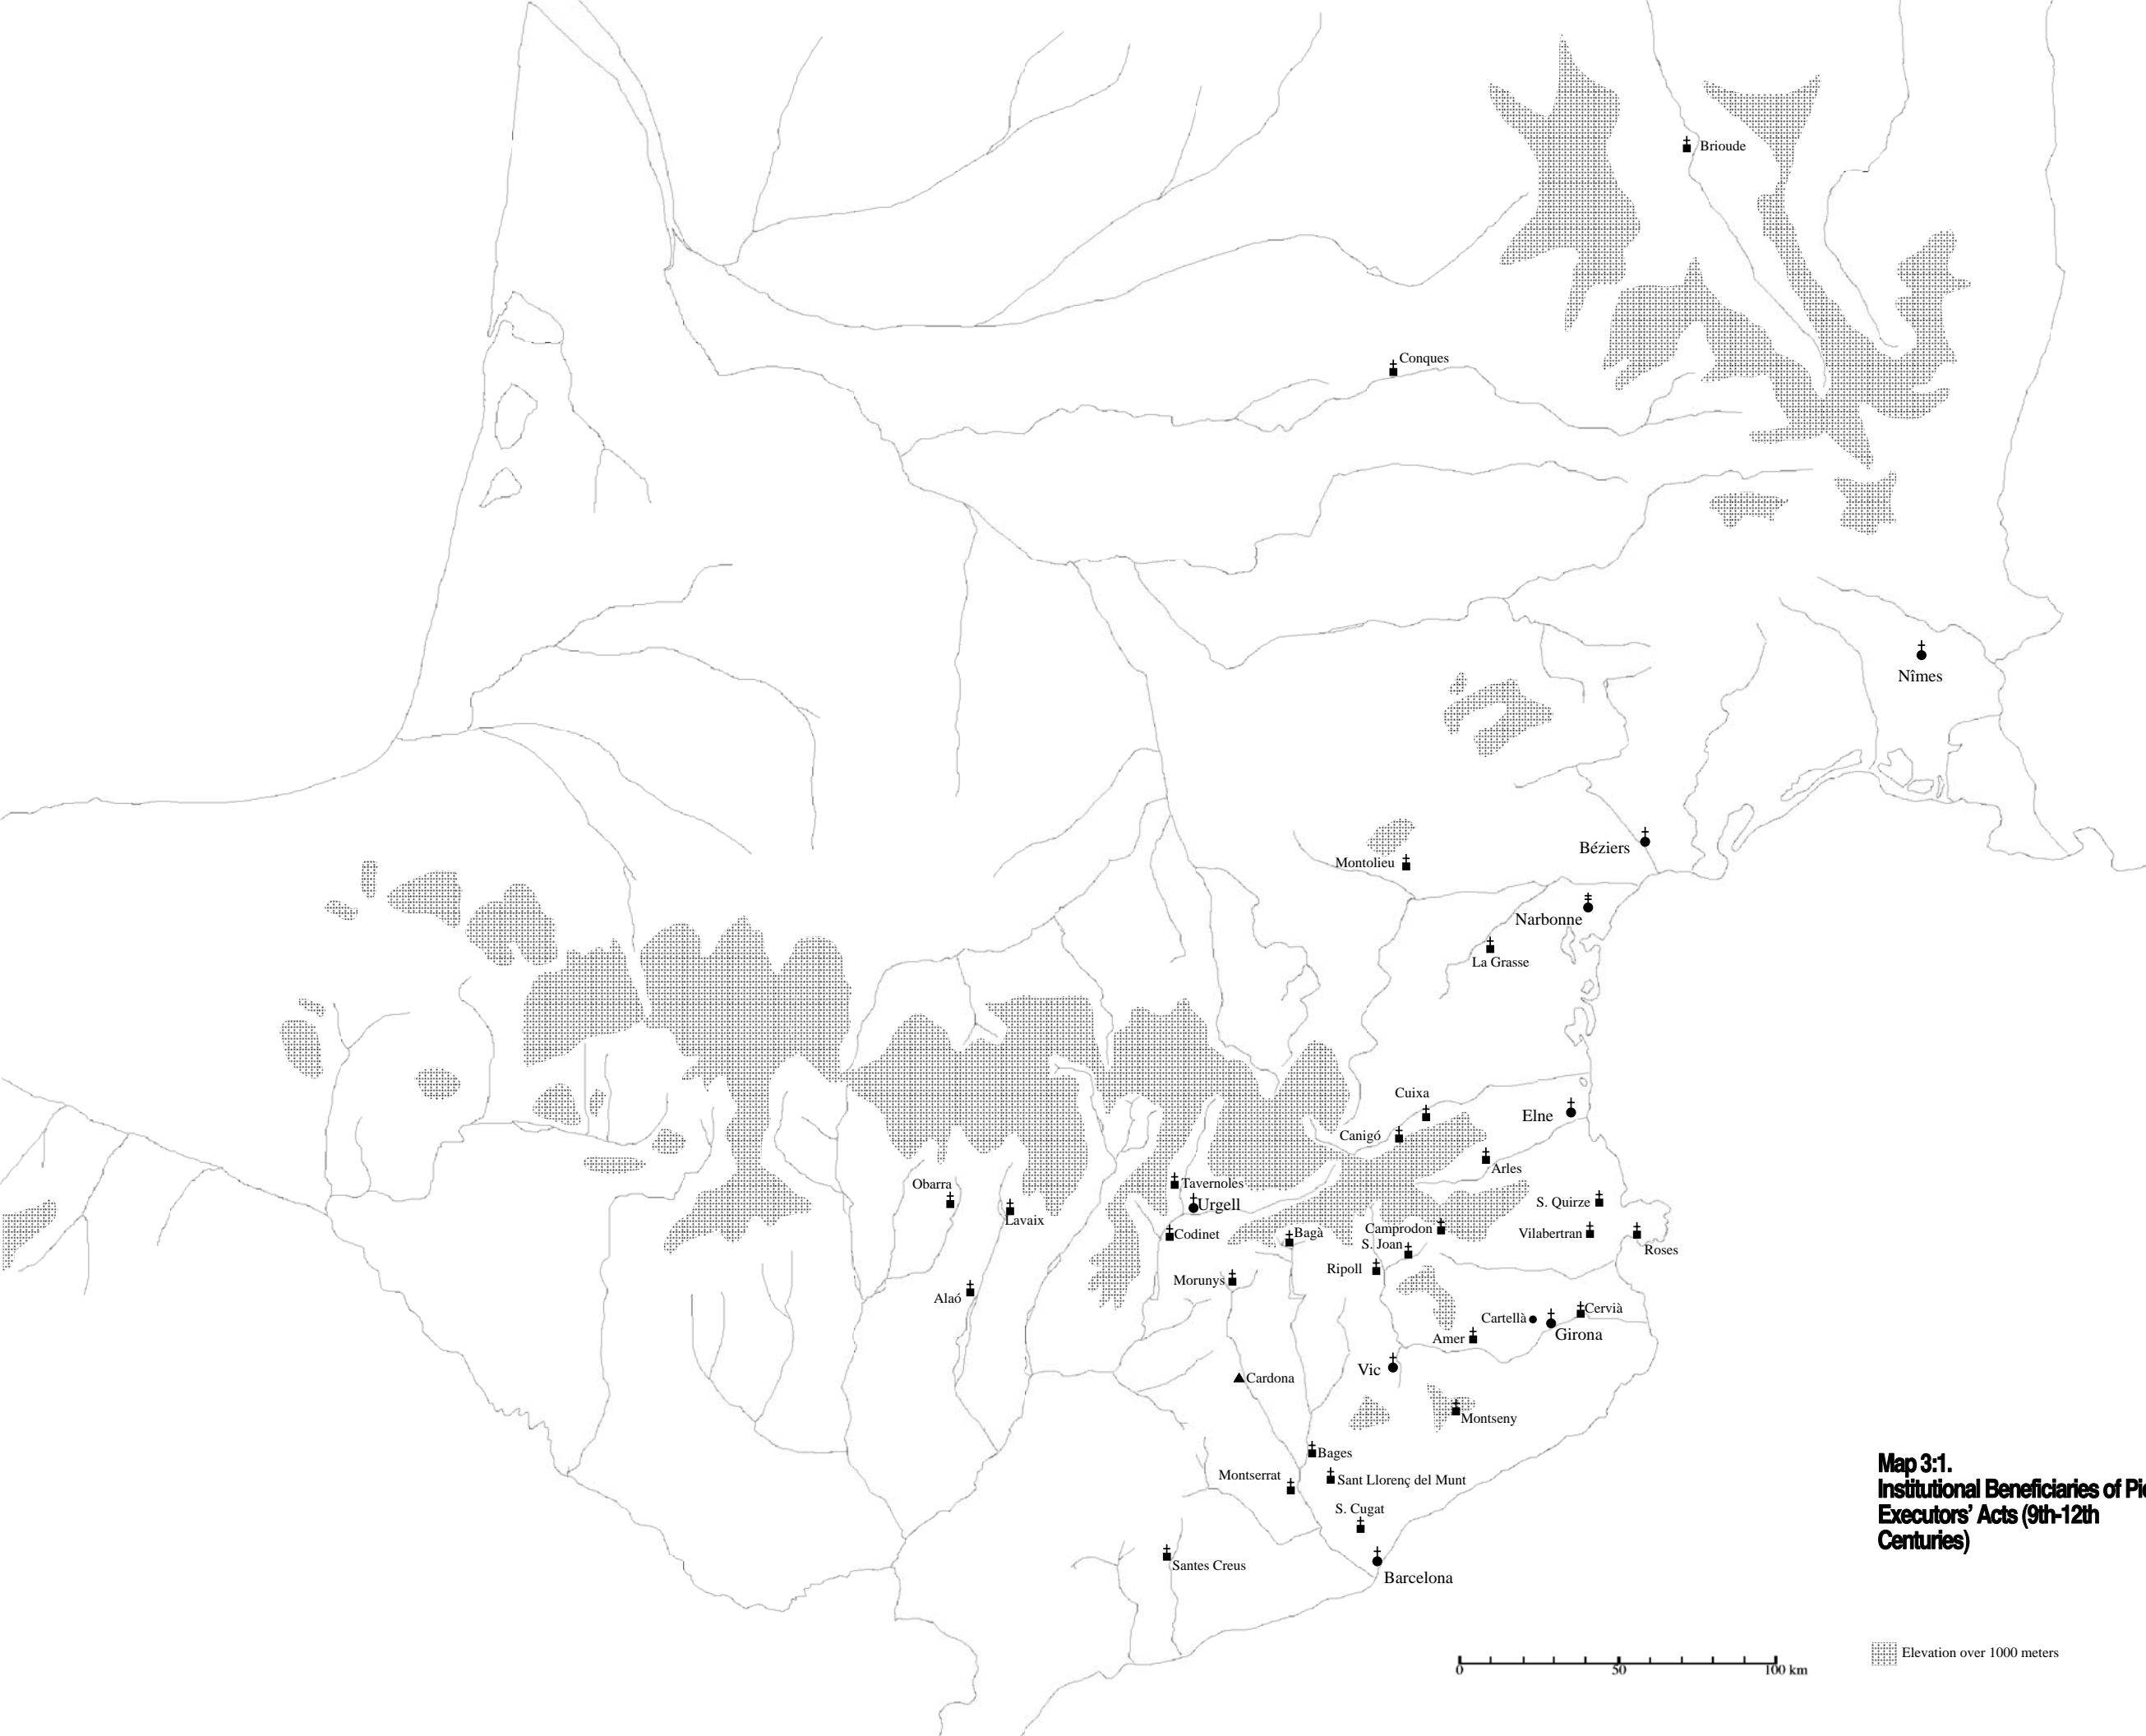 Brioude
Conques
Nîmes
Béziers
Montolieu
Narbonne
La Grasse
Cuixa
Elne
Canigó
Arles
Obarra
Tavernoles
Urgell
S. Quirze
Lavaix
Codinet
Bagà
Camprodon
Vilabertran
S. Joan
Roses
Ripoll
Morunys
Alaó
Cervià
Cartellà
Girona
Amer
Vic
Cardona
Montseny
Bages
Montserrat
Sant Llorenç del Munt
S. Cugat
Santes Creus
Barcelona
Map 3:1.
Institutional Beneficiaries of
Executors' Acts (9th-12th
Centuries)
Elevation over 1000 meters
0 50 100 km